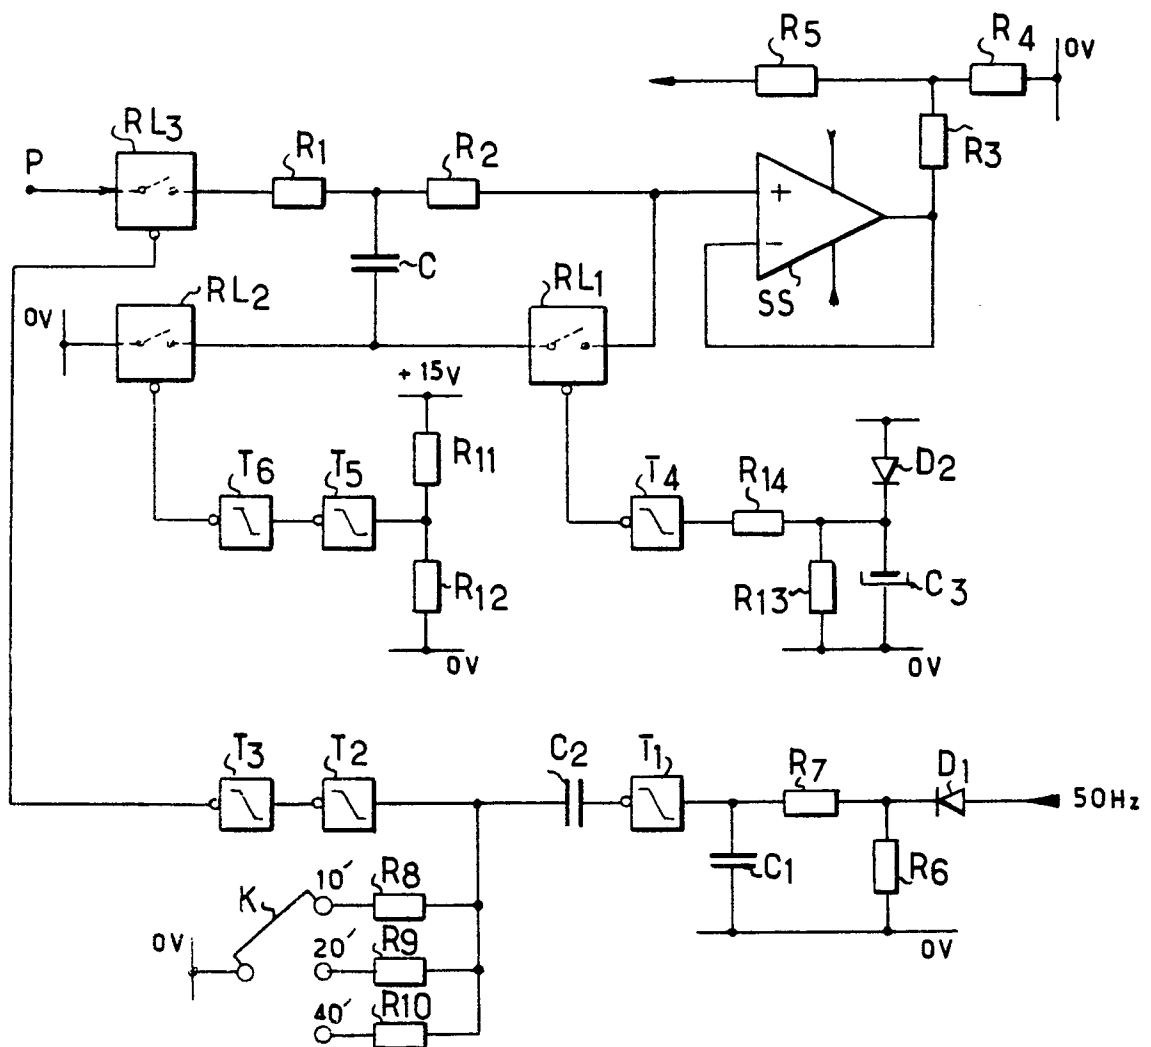 R5
R4
0V
RL3
R1
R2
R3
P
C
RL2
RL1
SS
0V
+ 15V
R11
D2
T6
T5
T4
R14
R12
R13
C3
0V
0V
T3
T2
C2
T1
R7
D1
50Hz
C1
R6
10′
R8
K
0V
20′
R9
0V
40′
R10